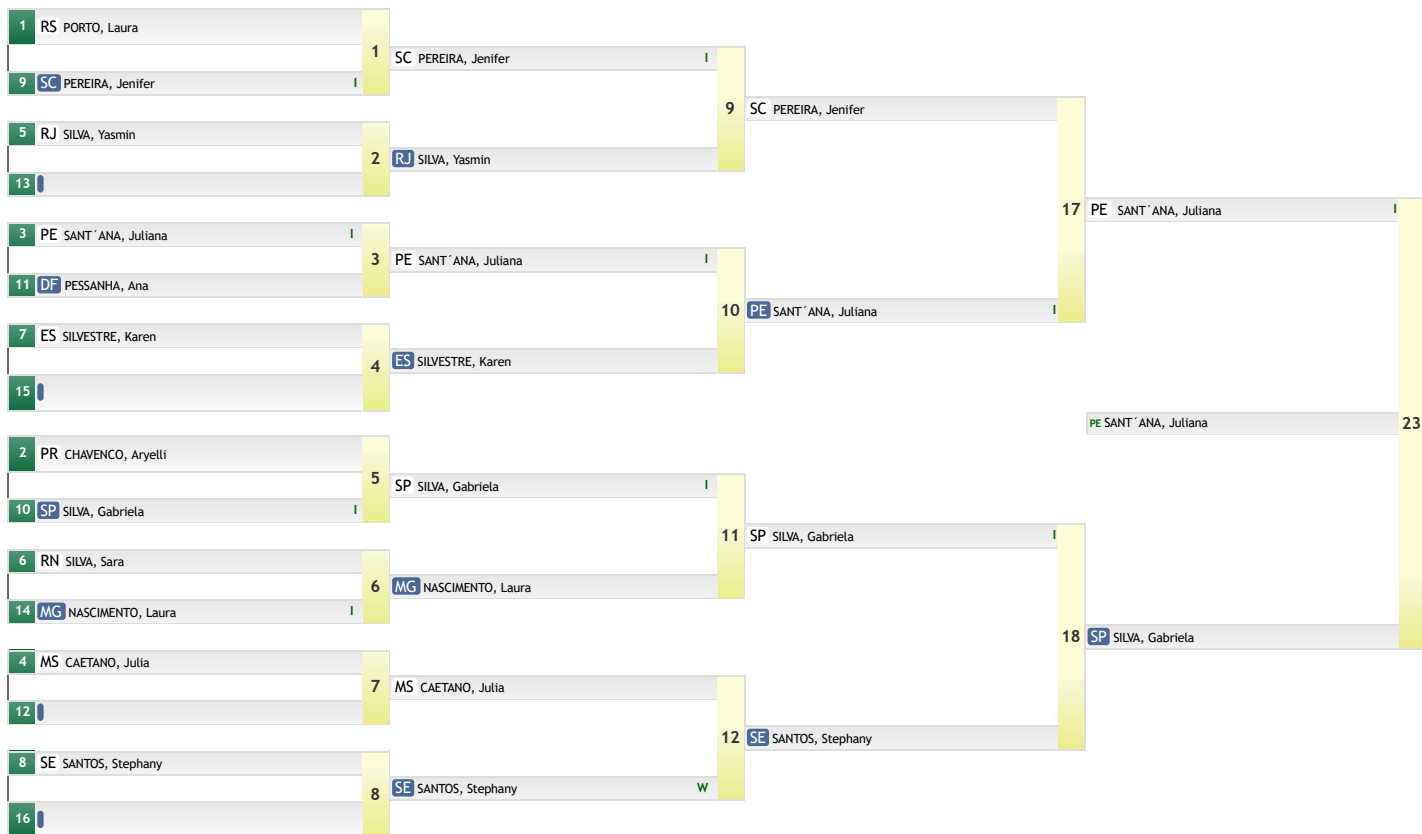 1 RS PORTO, Laura
1
SC PEREIRA, Jenifer I
9 SC PEREIRA, Jenifer I
9 SC PEREIRA, Jenifer
5 RJ SILVA, Yasmin
2 RJ SILVA, Yasmin
13
17 PE SANT´ANA, Juliana I
3 PE SANT´ANA, Juliana I
3 PE SANT´ANA, Juliana I
11 DF PESSANHA, Ana
10 PE SANT´ANA, Juliana I
7 ES SILVESTRE, Karen
4 ES SILVESTRE, Karen
15
PE SANT´ANA, Juliana 23
2 PR CHAVENCO, Aryelli
5
SP SILVA, Gabriela I
10 SP SILVA, Gabriela I
11 SP SILVA, Gabriela I
6 RN SILVA, Sara
6 MG NASCIMENTO, Laura
14 MG NASCIMENTO, Laura I
18 SP SILVA, Gabriela
4 MS CAETANO, Julia
7 MS CAETANO, Julia
12
12 SE SANTOS, Stephany
8 SE SANTOS, Stephany
8 SE SANTOS, Stephany W
16